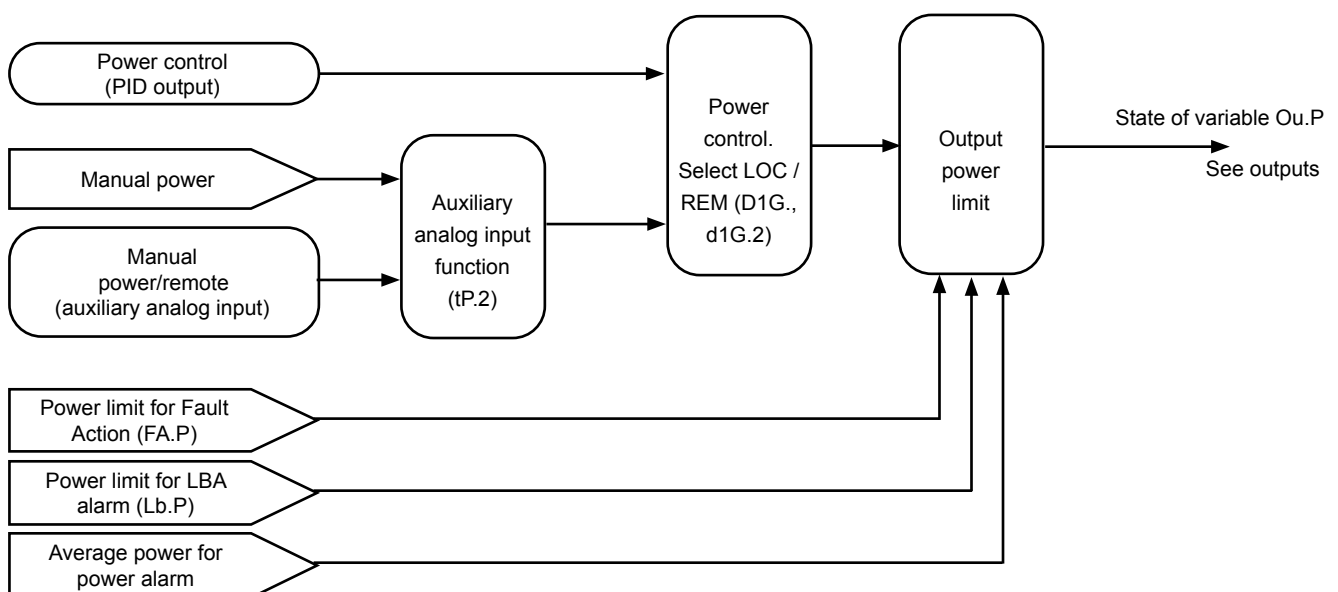 Power control
(PID output)
Manual power
Manual
power/remote
(auxiliary analog input)
Auxiliary
analog input
function
(tP.2)
Power
control.
Select LOC /
REM (D1G.,
d1G.2)
Output
power
limit
State of variable Ou.P
See outputs
Power limit for Fault
Action (FA.P)
Power limit for LBA
alarm (Lb.P)
Average power for
power alarm